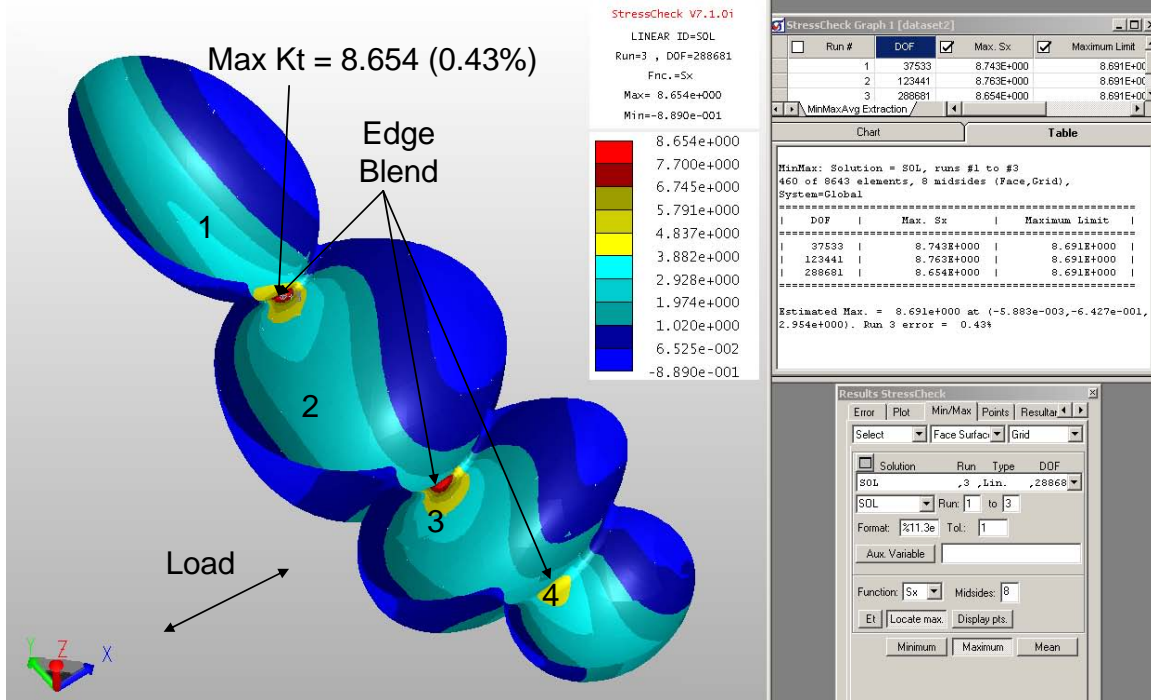 Max Kt = 8.654 (0.43%)
Edge
Blend
1
2
3
4
Load
Y
Z
X
StressCheck V7.1.0i
LINEAR ID=SOL
Run=3 , DOF=288681
Fnc.=Sx
Max= 8.654e+000
Min=-8.890e-001
8.654e+000
7.700e+000
6.745e+000
5.791e+000
4.837e+000
3.882e+000
2.928e+000
1.974e+000
1.020e+000
6.525e-002
-8.890e-001
StressCheck Graph 1 [dataset2]
Run # DOF Max. Sx Maximum Limit
1 37533 8.743E+000 8.691E+00
2 123441 8.763E+000 8.691E+00
3 288681 8.654E+000 8.691E+00
MinMaxAvg Extraction
Chart Table
MinMax: Solution = SOL, runs #1 to #3
460 of 8643 elements, 8 midsides (Face,Grid),
System=Global
===================================================
| DOF | Max. Sx | Maximum Limit |
===================================================
| 37533 | 8.743E+000 | 8.691E+000 |
| 123441 | 8.763E+000 | 8.691E+000 |
| 288681 | 8.654E+000 | 8.691E+000 |
===================================================
Estimated Max. = 8.691e+000 at (-5.883e-003,-6.427e-001,
2.954e+000). Run 3 error = 0.43%
Results StressCheck
Error Plot Min/Max Points Resultan
Select Face Surfac Grid
Solution Run Type DOF
SOL ,3 ,Lin. ,28868
SOL Run: 1 to 3
Format: %11.3e Tol.: 1
Aux. Variable
Function: Sx Midsides: 8
Et Locate max. Display pts.
Minimum Maximum Mean